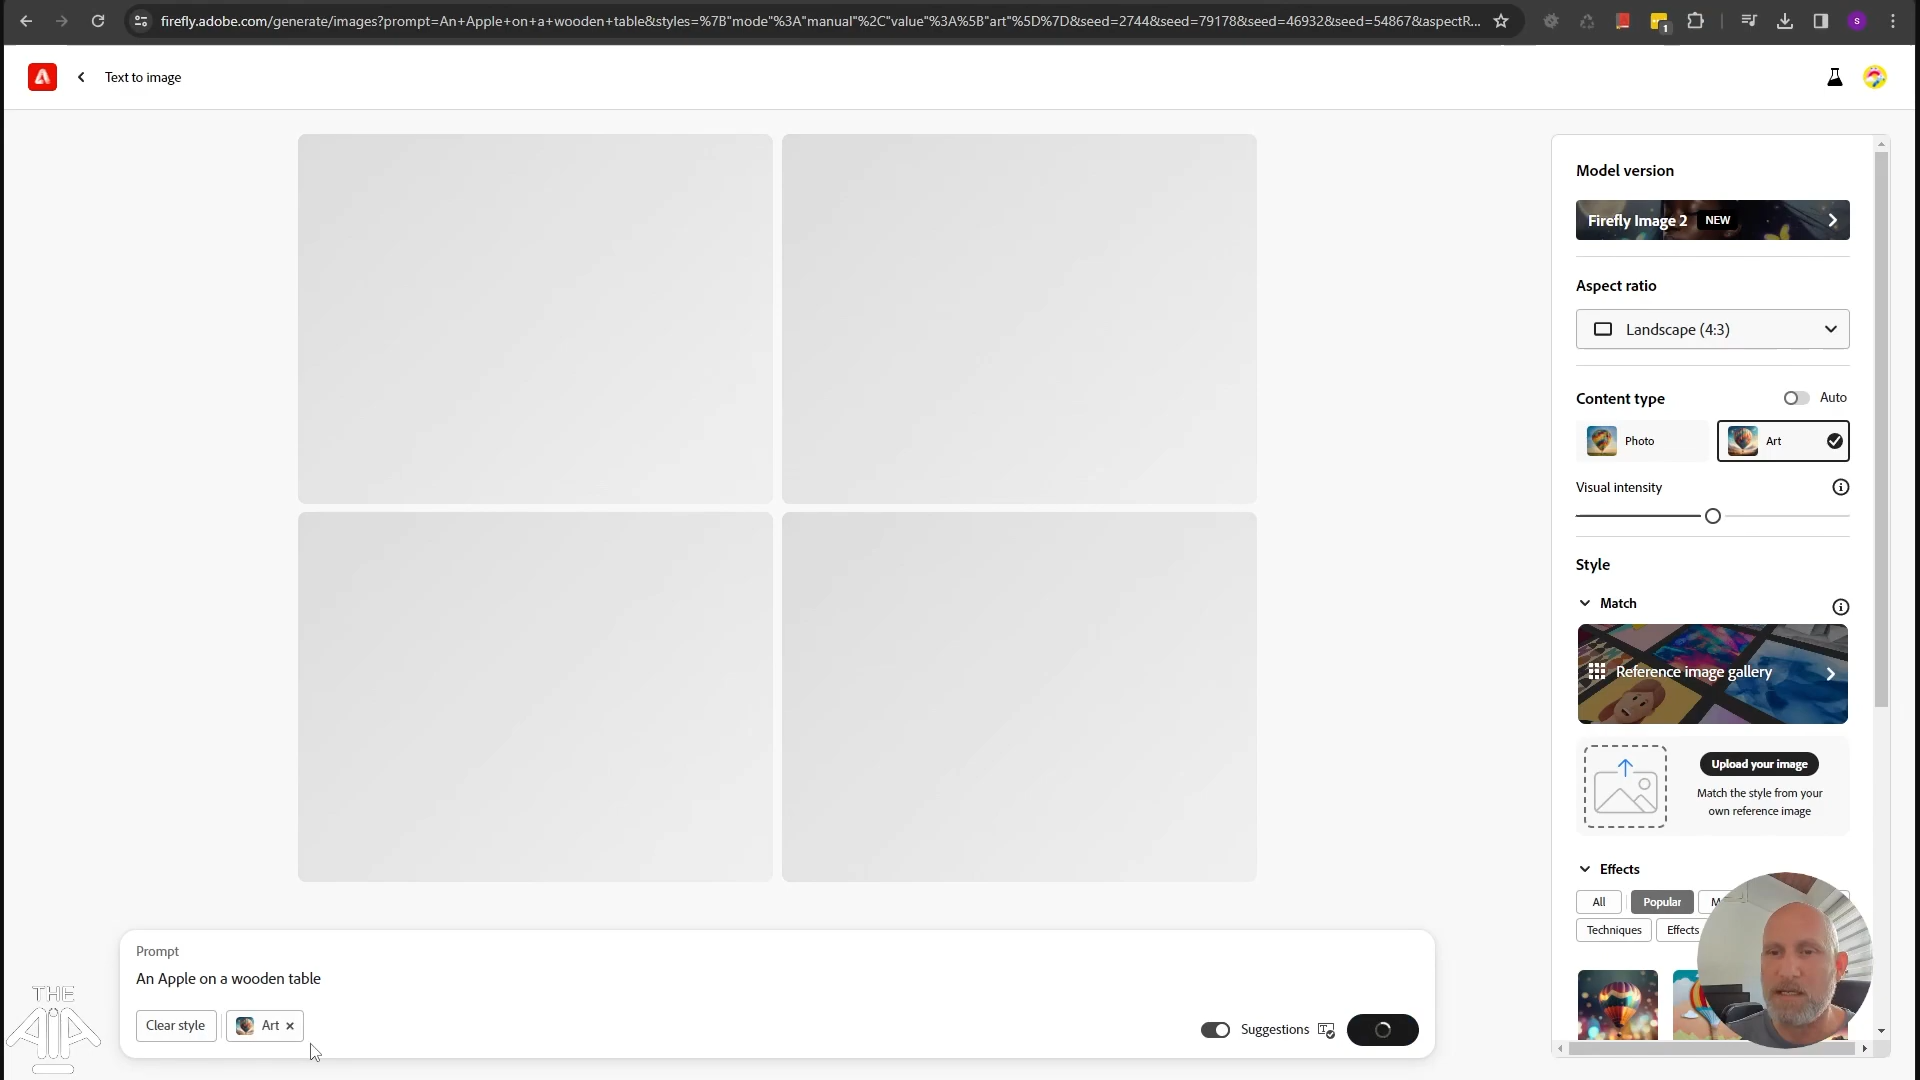 firefly.adobe.com/generate/images?prompt=An+Apple+on+a+wooden+table&styles=%7B"mode"%3A"manual"%2C"value"%3A%5B"art"%5D%7D&seed=2744&seed=79178&seed=46932&seed=54867&aspectR...
1
S
Text to image
Model version
Firefly Image 2 NEW
Aspect ratio
Landscape (4:3)
Content type
Auto
Photo
Art
Visual intensity
Style
Match
Reference image gallery
Upload your image
Match the style from your
own reference image
Effects
All
Popular
M
Techniques
Effects
Prompt
An Apple on a wooden table
Clear style
Art
Suggestions
THE
AIA